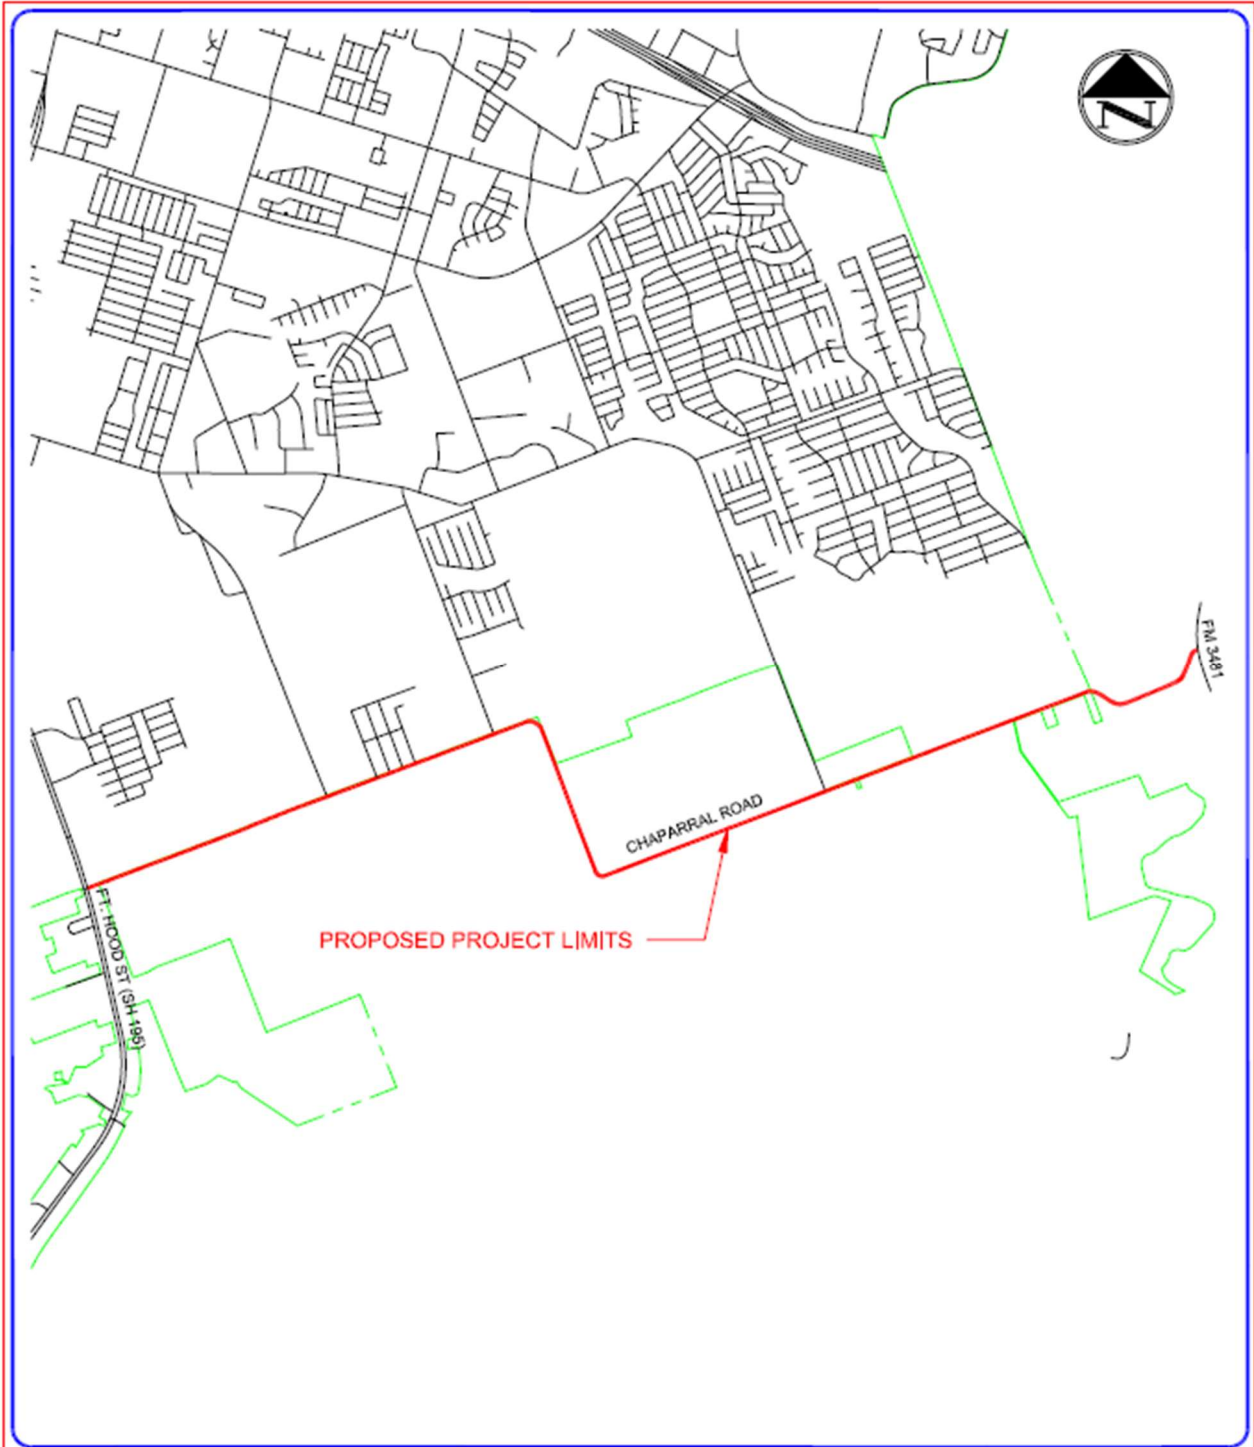 N
FM 3481
CHAPARRAL ROAD
PROPOSED PROJECT LIMITS
FT. HOOD ST (SH 195)